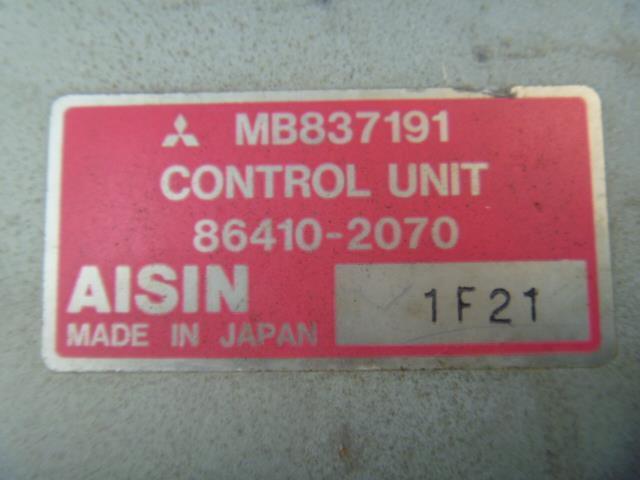 MB837191
CONTROL UNIT
86410-2070
AISIN
1F21
MADE IN JAPAN